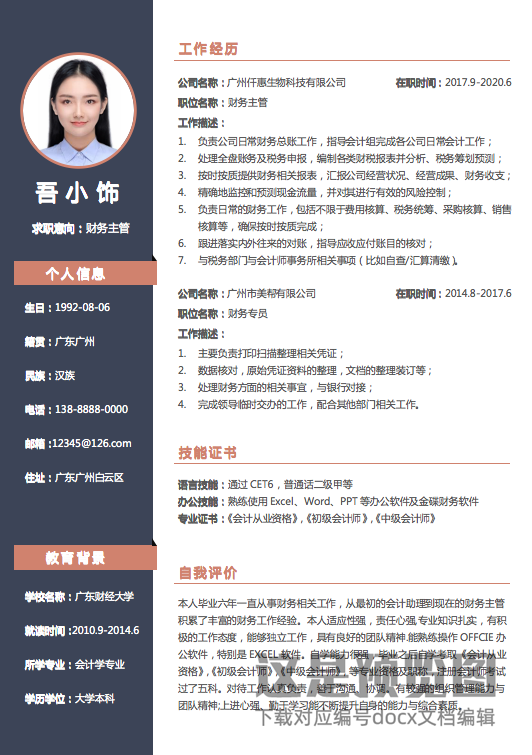 吾小饰
求职意向：财务主管
个人信息
生日：1992-08-06
籍贯：广东广州
民族：汉族
电话：138-8888-0000
邮箱：12345@126.com
住址：广东广州白云区
教育背景
学校名称：广东财经大学
就读时间：2010.9-2014.6
所学专业：会计学专业
学历学位：大学本科
工作经历
公司名称：广州仟惠生物科技有限公司 在职时间：2017.9-2020.6
职位名称：财务主管
工作描述：
1. 负责公司日常财务总账工作，指导会计组完成各公司日常会计工作；
2. 处理全盘账务及税务申报，编制各类财税报表并分析、税务筹划预测；
3. 按时按质提供财务相关报表，汇报公司经营状况、经营成果、财务收支；
4. 精确地监控和预测现金流量，并对其进行有效的风险控制；
5. 负责日常的财务工作，包括不限于费用核算、税务统筹、采购核算、销售
核算等，确保按时按质完成；
6. 跟进落实内外往来的对账，指导应收应付账目的核对；
7. 与税务部门与会计师事务所相关事项（比如自查/汇算清缴）。
公司名称：广州市美帮有限公司 在职时间：2014.8-2017.6
职位名称：财务专员
工作描述：
1. 主要负责打印扫描整理相关凭证；
2. 数据核对，原始凭证资料的整理，文档的整理装订等；
3. 处理财务方面的相关事宜，与银行对接；
4. 完成领导临时交办的工作，配合其他部门相关工作。
技能证书
语言技能：通过 CET6，普通话二级甲等
办公技能：熟练使用 Excel、Word、PPT 等办公软件及金碟财务软件
专业证书：《会计从业资格》，《初级会计师》，《中级会计师》
自我评价
本人毕业六年一直从事财务相关工作，从最初的会计助理到现在的财务主管
积累了丰富的财务工作经验。本人适应性强，责任心强，专业知识扎实，有积
极的工作态度，能够独立工作，具有良好的团队精神.能熟练操作 OFFCIE 办
公软件，特别是 EXCEL 软件。自学能力很强，毕业之后自学考取《会计从业
资格》，《初级会计师》《中级会计师》等专业资格及职称，注册会计师考试
过了五科。对待工作认真负责，善于沟通、协调、有较强的组织管理能力与
团队精神;上进心强、勤于学习能不断提升自身的能力与综合素质。
这是预览图
下载对应编号docx文档编辑